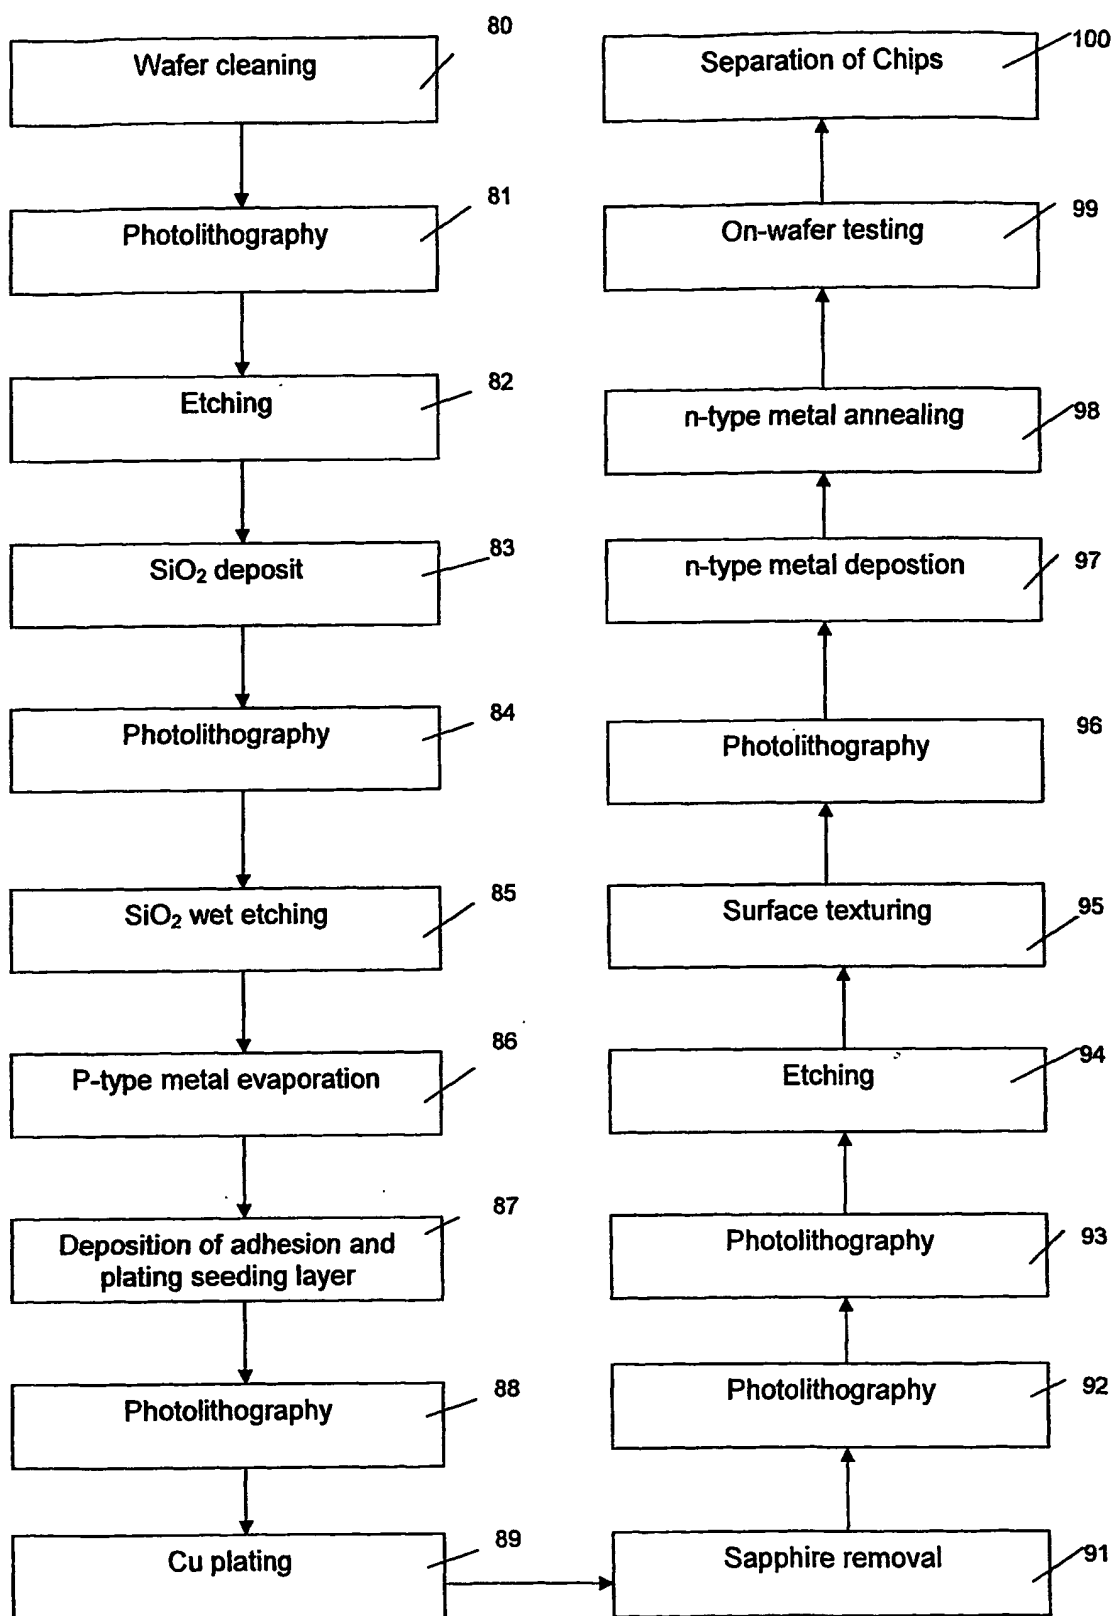 Wafer cleaning
80
Photolithography
81
Etching
82
SiO₂ deposit
83
Photolithography
84
SiO₂ wet etching
85
P-type metal evaporation
86
Deposition of adhesion and
plating seeding layer
87
Photolithography
88
Cu plating
89
Sapphire removal
91
Photolithography
92
Photolithography
93
Etching
94
Surface texturing
95
Photolithography
96
n-type metal depostion
97
n-type metal annealing
98
On-wafer testing
99
Separation of Chips
100